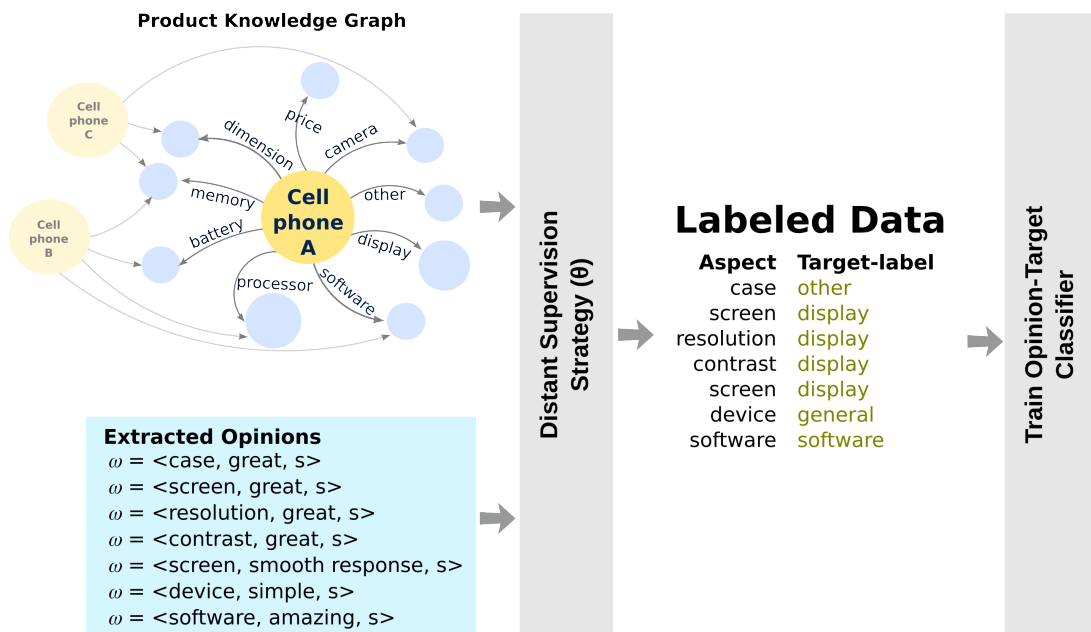 Product Knowledge Graph
Cell
phone
C
price
dimension
camera
memory
Cell
phone
A
other
Cell
phone
B
battery
display
processor
software
Extracted Opinions
ω = <case, great, s>
ω = <screen, great, s>
ω = <resolution, great, s>
ω = <contrast, great, s>
ω = <screen, smooth response, s>
ω = <device, simple, s>
ω = <software, amazing, s>
Distant Supervision
Strategy (θ)
Labeled Data
Aspect Target-label
case other
screen display
resolution display
contrast display
screen display
device general
software software
Train Opinion-Target
Classifier